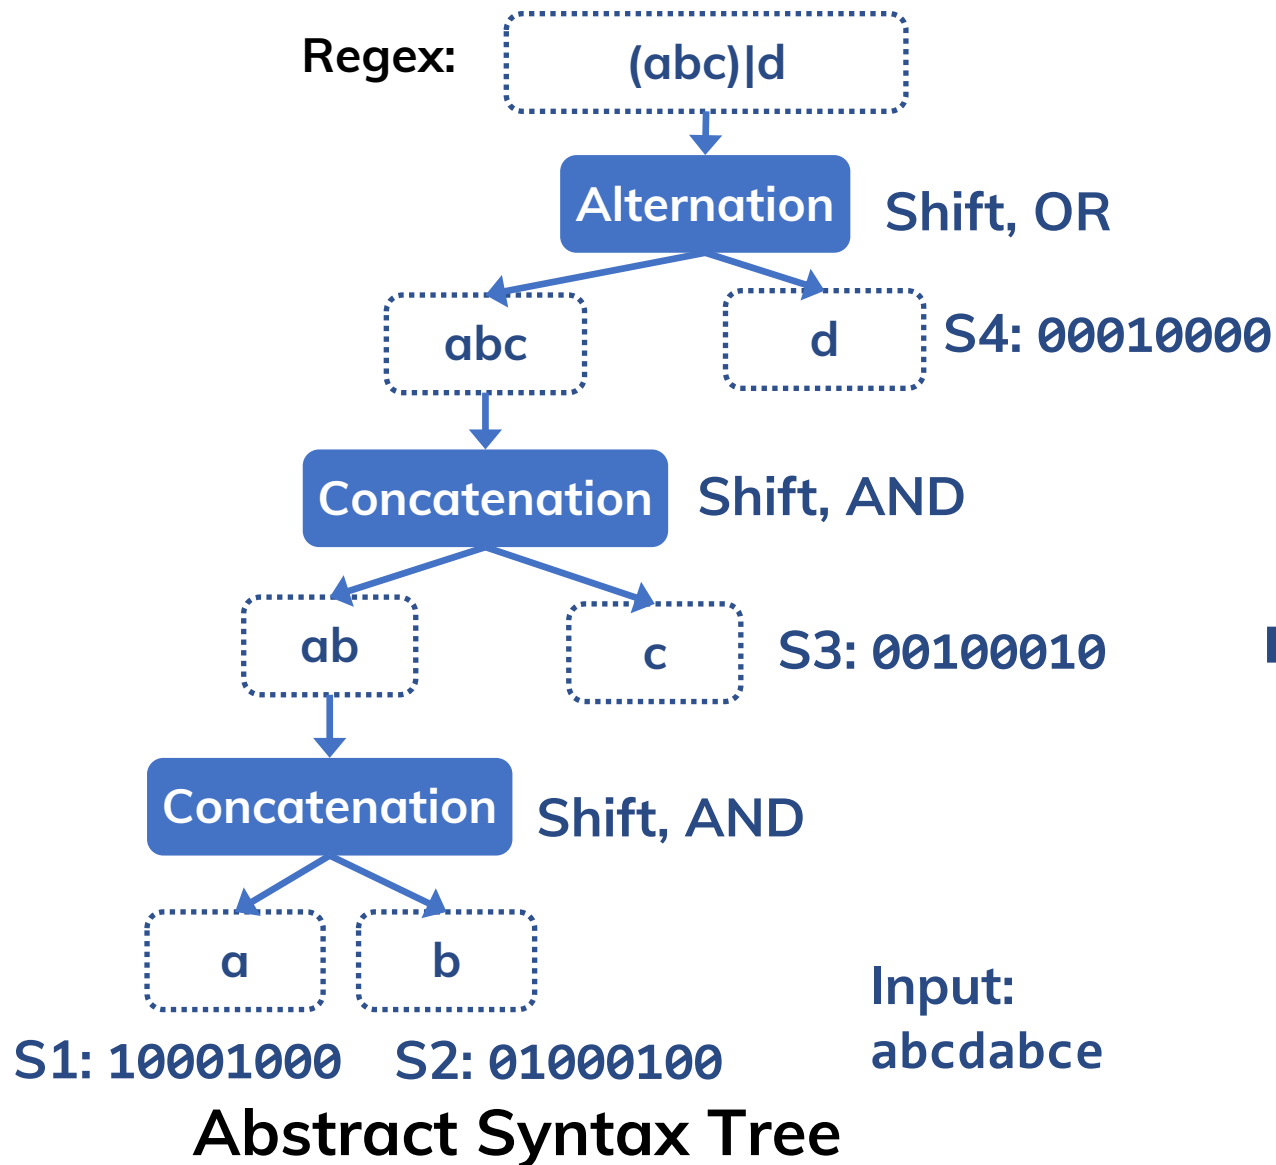 Regex: (abc)|d
Alternation Shift, OR
abc d S4: 00010000
Concatenation Shift, AND
ab c S3: 00100010
Concatenation Shift, AND
a b
Input:
abcdabce
S1: 10001000 S2: 01000100
Abstract Syntax Tree